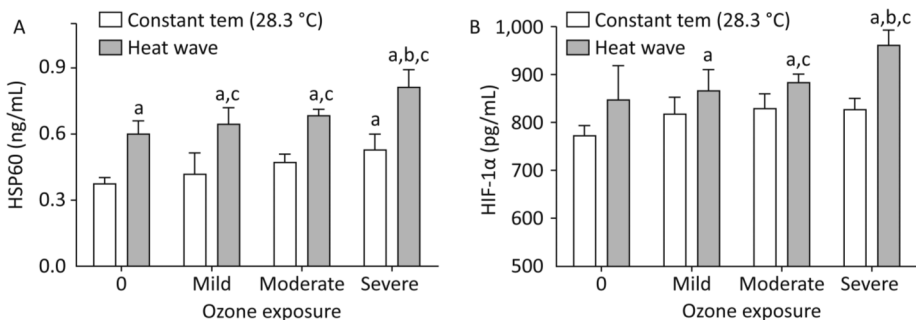 A
Constant tem (28.3 °C)
Heat wave
HSP60 (ng/mL)
0.9
0.6
0.3
0.0
a
a,c
a,c
a
a,b,c
0
Mild
Moderate
Severe
Ozone exposure
B
Constant tem (28.3 °C)
Heat wave
HIF-1α (pg/mL)
1,000
900
800
700
600
500
a
a,c
a,b,c
0
Mild
Moderate
Severe
Ozone exposure